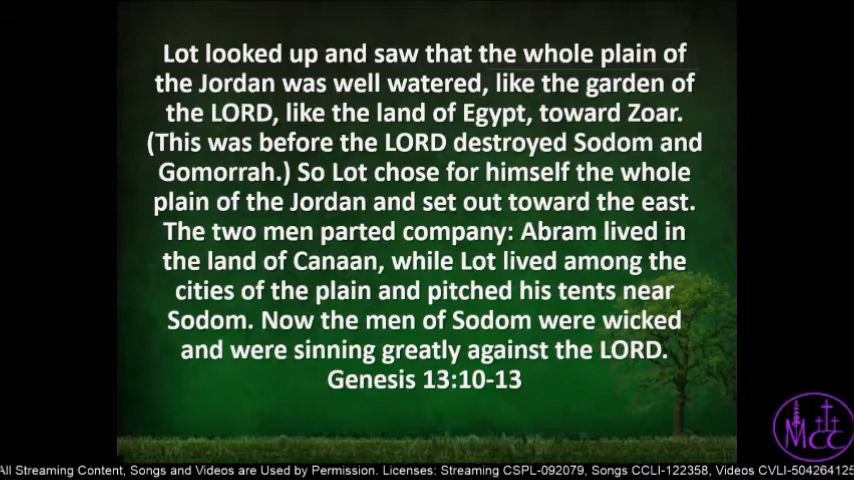 Lot looked up and saw that the whole plain of
the Jordan was well watered, like the garden of
the LORD, like the land of Egypt, toward Zoar.
(This was before the LORD destroyed Sodom and
Gomorrah.) So Lot chose for himself the whole
plain of the Jordan and set out toward the east.
The two men parted company: Abram lived in
the land of Canaan, while Lot lived among the
cities of the plain and pitched his tents near
Sodom. Now the men of Sodom were wicked
and were sinning greatly against the LORD.
Genesis 13:10-13
MCC
All Streaming Content, Songs and Videos are Used by Permission. Licenses: Streaming CSPL-092079, Songs CCLI-122358, Videos CVLI-504264125